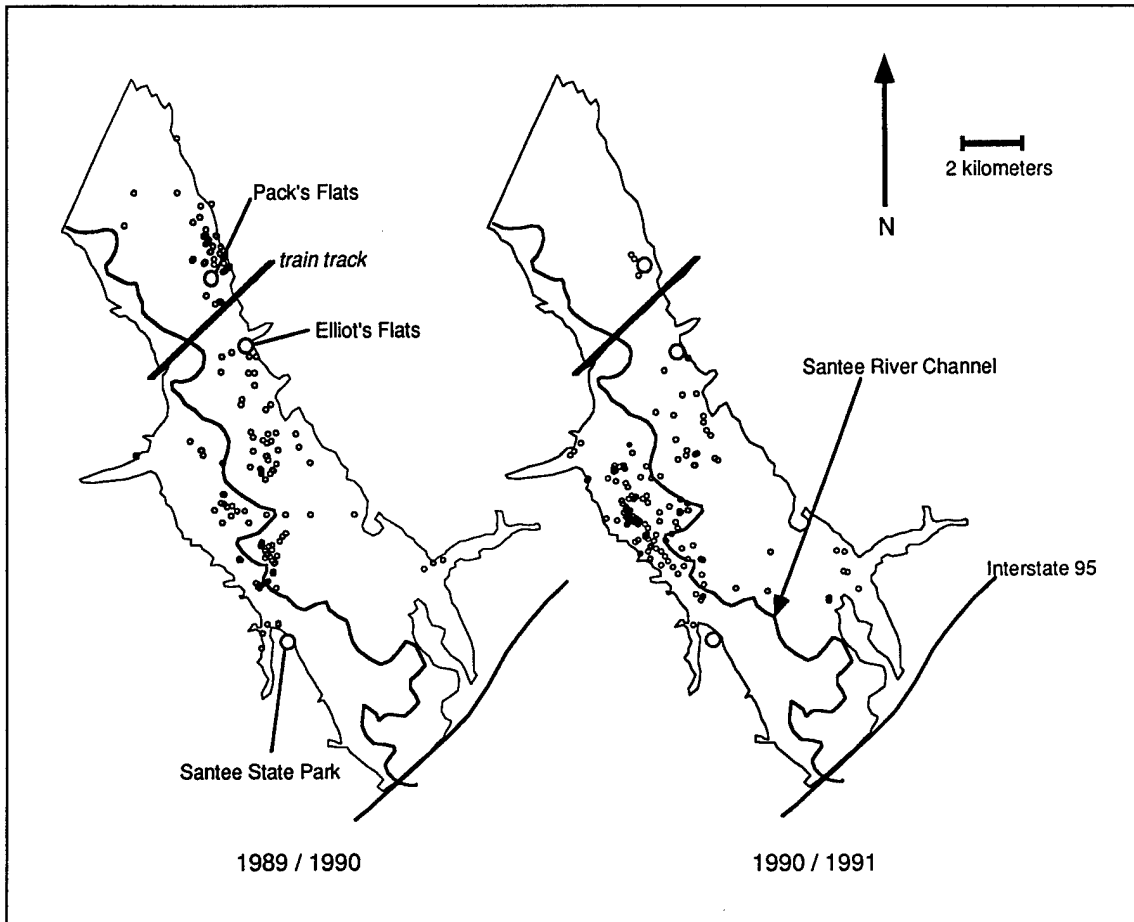 Pack's Flats
train track
Elliot's Flats
Santee State Park
1989 / 1990
N
2 kilometers
Santee River Channel
Interstate 95
1990 / 1991